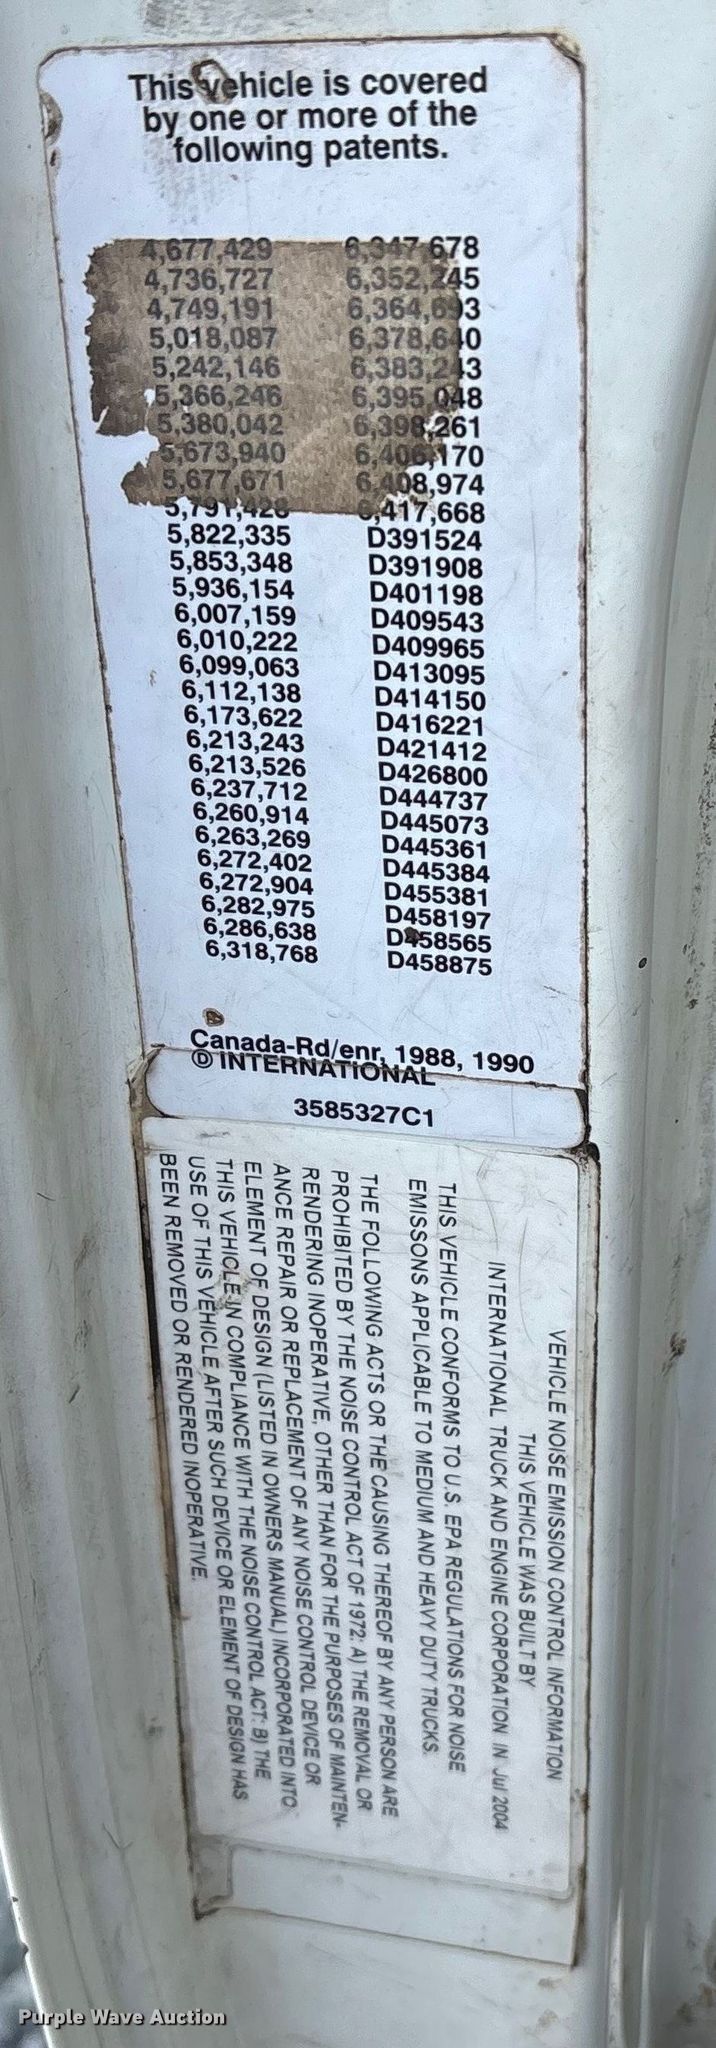 This vehicle is covered
by one or more of the
following patents.
4,677,429 6,347,678
4,736,727 6,352,245
4,749,191 6,364,693
5,018,087 6,378,640
5,242,146 6,383,243
5,366,246 6,395,048
5,380,042 6,398,261
5,673,940 6,406,170
5,677,671 6,408,974
5,791,428 6,417,668
5,822,335 D391524
5,853,348 D391908
5,936,154 D401198
6,007,159 D409543
6,010,222 D409965
6,099,063 D413095
6,112,138 D414150
6,173,622 D416221
6,213,243 D421412
6,213,526 D426800
6,237,712 D444737
6,260,914 D445073
6,263,269 D445361
6,272,402 D445384
6,272,904 D455381
6,282,975 D458197
6,286,638 D458565
6,318,768 D458875
Canada-Rd/enr, 1988, 1990
Ⓓ INTERNATIONAL
3585327C1
VEHICLE NOISE EMISSION CONTROL INFORMATION
THIS VEHICLE WAS BUILT BY
INTERNATIONAL TRUCK AND ENGINE CORPORATION IN Jul 2004
THIS VEHICLE CONFORMS TO U.S. EPA REGULATIONS FOR NOISE
EMISSONS APPLICABLE TO MEDIUM AND HEAVY DUTY TRUCKS.
THE FOLLOWING ACTS OR THE CAUSING THEREOF BY ANY PERSON ARE
PROHIBITED BY THE NOISE CONTROL ACT OF 1972: A) THE REMOVAL OR
RENDERING INOPERATIVE, OTHER THAN FOR THE PURPOSES OF MAINTEN-
ANCE REPAIR OR REPLACEMENT OF ANY NOISE CONTROL DEVICE OR
ELEMENT OF DESIGN (LISTED IN OWNERS MANUAL) INCORPORATED INTO
THIS VEHICLE IN COMPLIANCE WITH THE NOISE CONTROL ACT: B) THE
USE OF THIS VEHICLE AFTER SUCH DEVICE OR ELEMENT OF DESIGN HAS
BEEN REMOVED OR RENDERED INOPERATIVE.
Purple Wave Auction